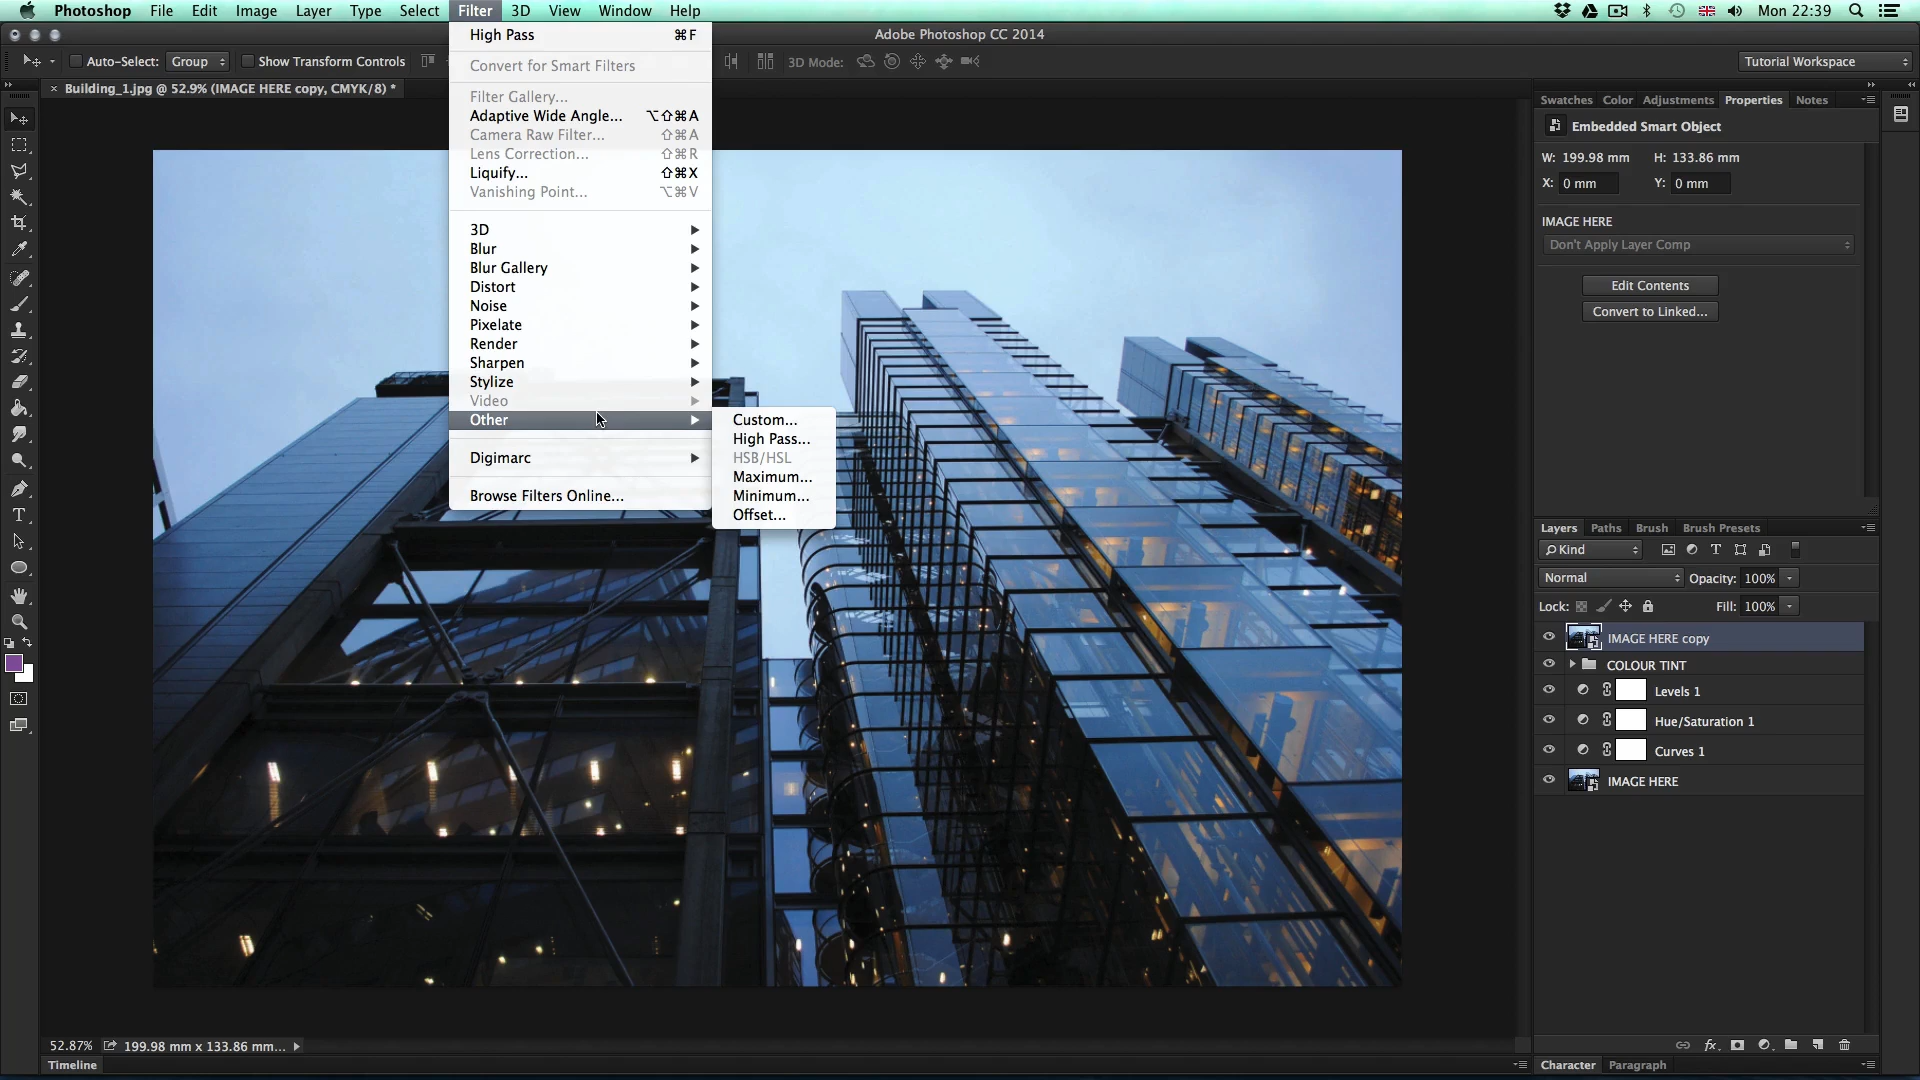 Photoshop File Edit Image Layer Type Select Filter 3D View Window Help Mon 22:39
Adobe Photoshop CC 2014
Auto-Select: Group Show Transform Controls 3D Mode: Tutorial Workspace
× Building_1.jpg @ 52.9% (IMAGE HERE copy, CMYK/8) *
High Pass ⌘F
Convert for Smart Filters
Filter Gallery...
Adaptive Wide Angle... ⌥⇧⌘A
Camera Raw Filter... ⇧⌘A
Lens Correction... ⇧⌘R
Liquify... ⇧⌘X
Vanishing Point... ⌥⌘V
3D
Blur
Blur Gallery
Distort
Noise
Pixelate
Render
Sharpen
Stylize
Video
Other
Digimarc
Browse Filters Online...
Custom...
High Pass...
HSB/HSL
Maximum...
Minimum...
Offset...
Swatches Color Adjustments Properties Notes
Embedded Smart Object
W: 199.98 mm H: 133.86 mm
X: 0 mm Y: 0 mm
IMAGE HERE
Don't Apply Layer Comp
Edit Contents
Convert to Linked...
Layers Paths Brush Brush Presets
Kind
Normal Opacity: 100%
Lock: Fill: 100%
IMAGE HERE copy
COLOUR TINT
Levels 1
Hue/Saturation 1
Curves 1
IMAGE HERE
fx
52.87% 199.98 mm x 133.86 mm...
Timeline
Character Paragraph